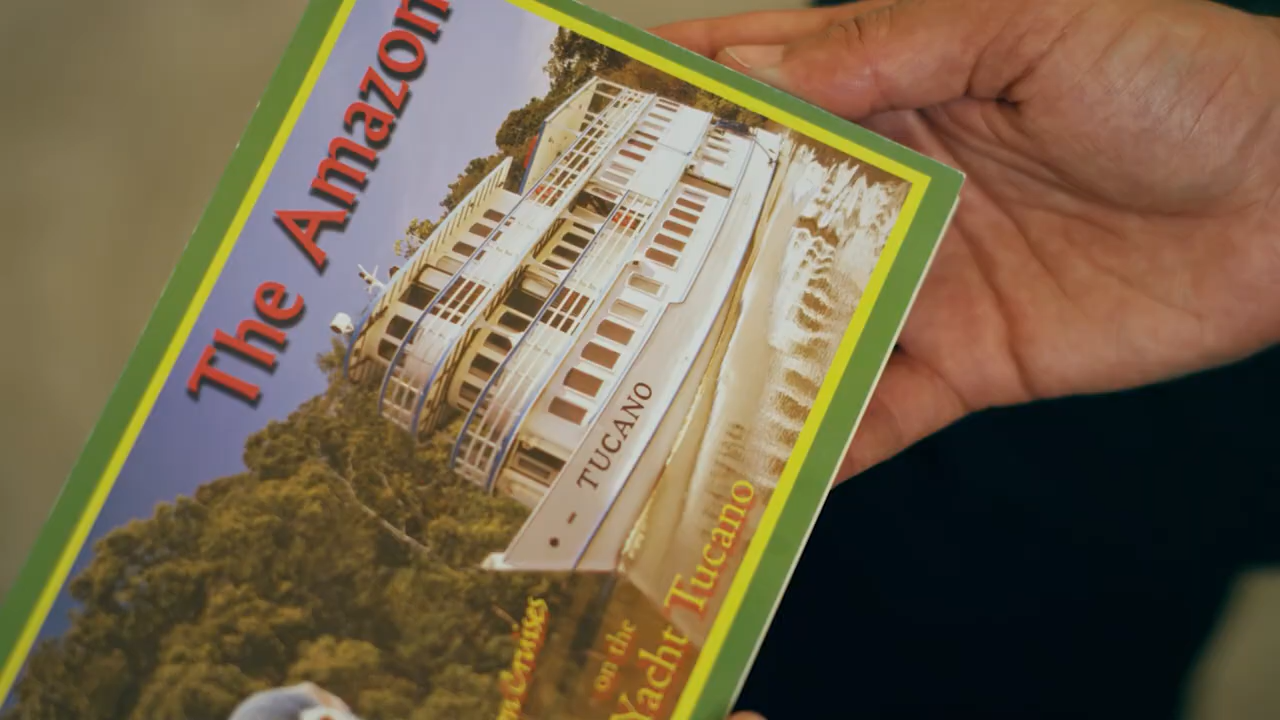 The Amazon
TUCANO
Cruises
on the
Yacht Tucano